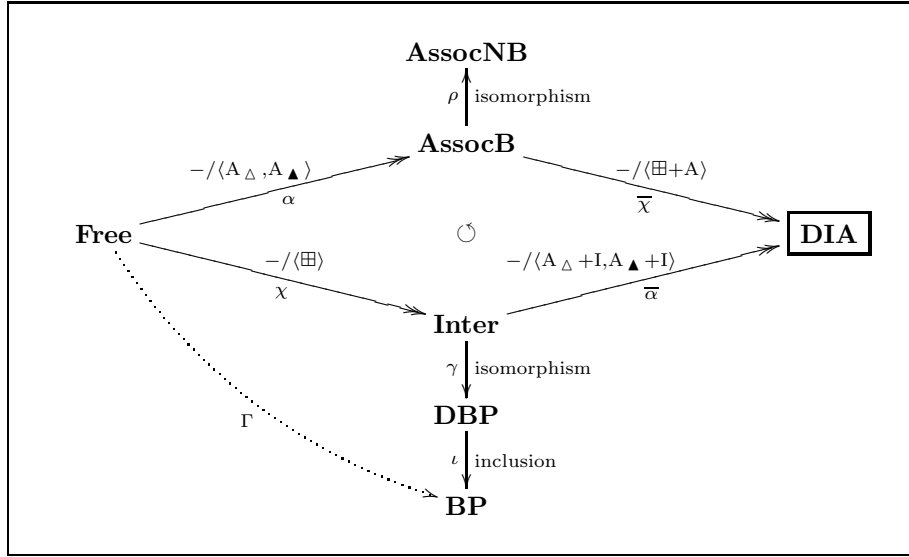 AssocNB
ρ isomorphism
AssocB
−/⟨A△,A▲⟩ −/⟨⊞+A⟩
α χ̅
Free DIA
−/⟨⊞⟩ −/⟨A△+I,A▲+I⟩
χ α̅
Inter
γ isomorphism
DBP
Γ
ι inclusion
BP